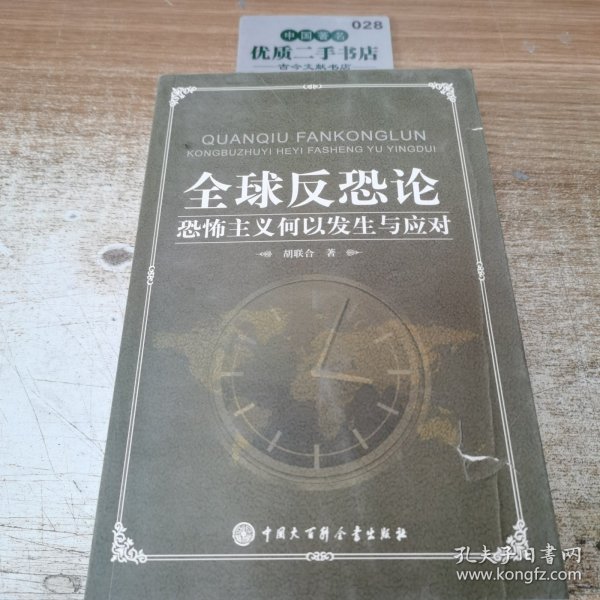 028
中国著名
优质二手书店
古今文献书店
QUANQIU FANKONGLUN
KONGBUZHUYI HEYI FASHENG YU YINGDUI
全球反恐论
恐怖主义何以发生与应对
胡联合 著
中国大百科全书出版社
孔夫子旧书网
www.kongfz.com